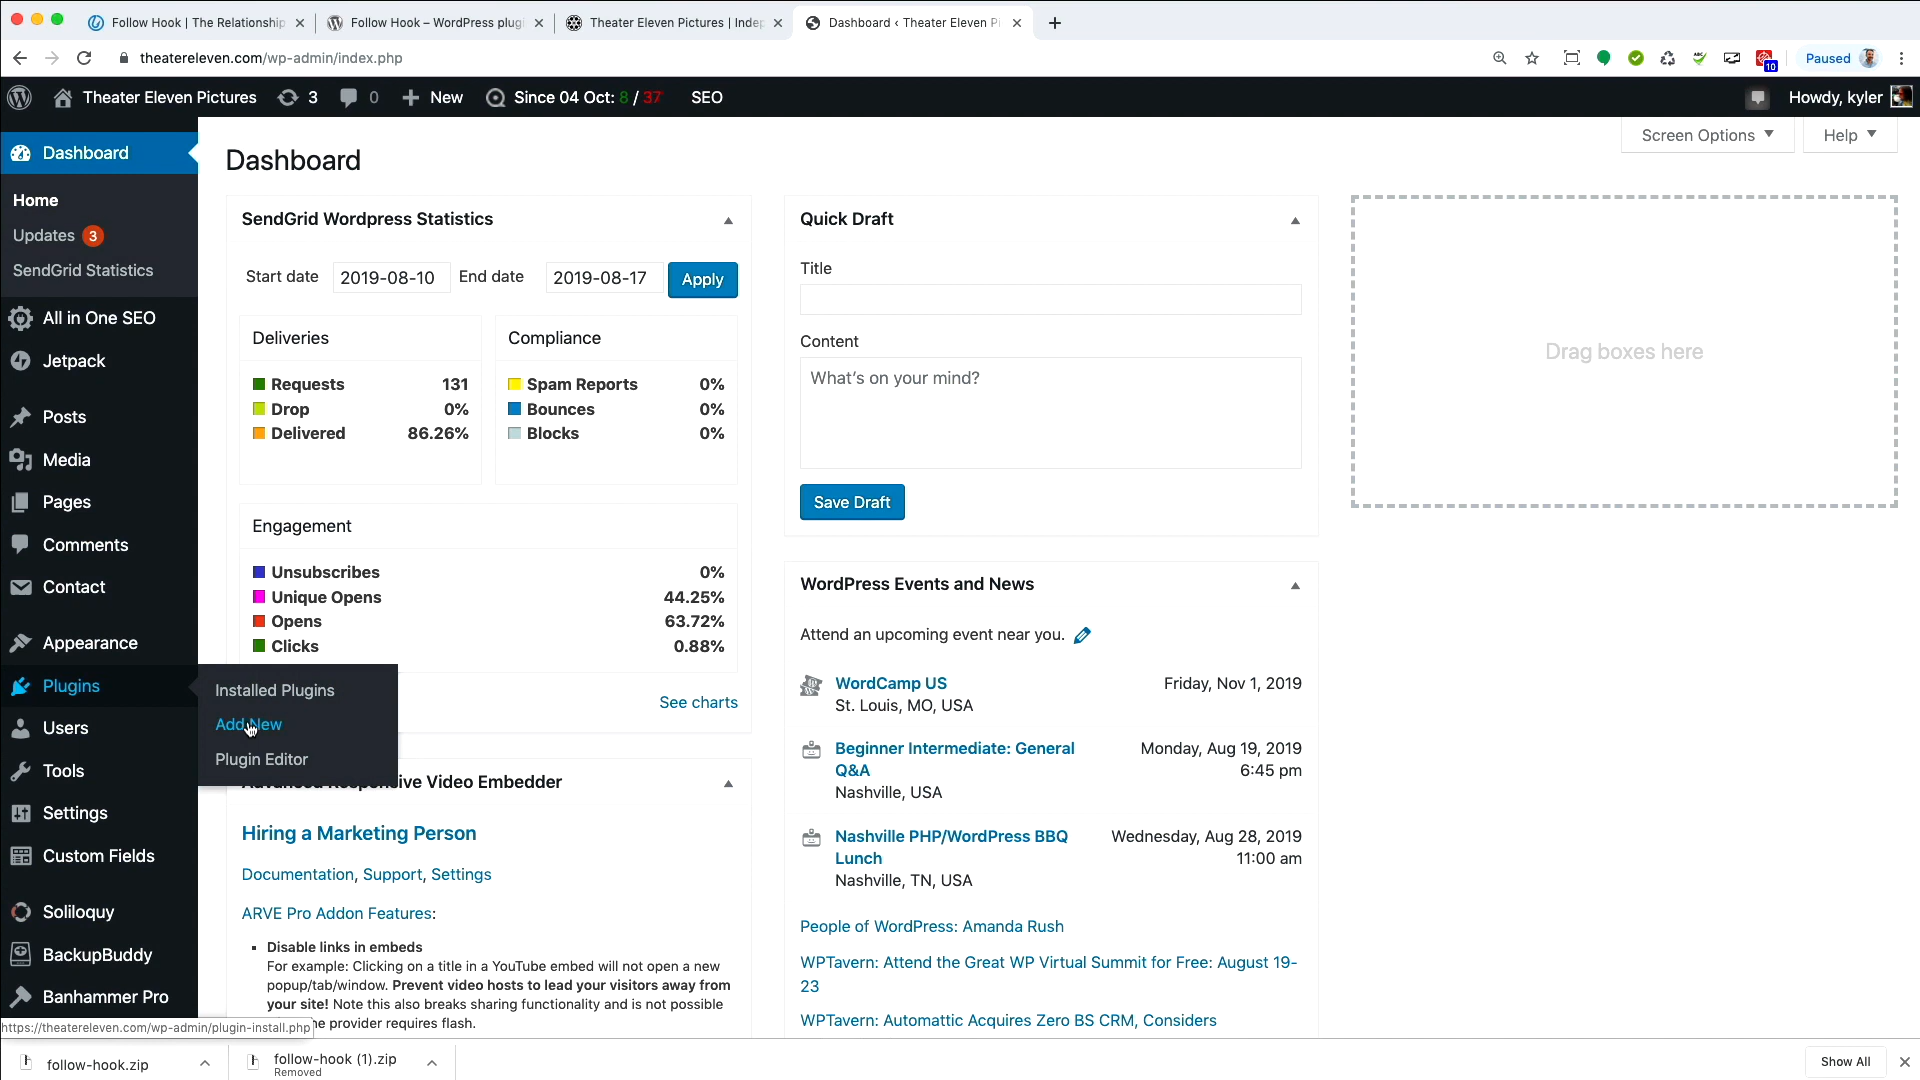 Follow Hook | The Relationship
Follow Hook – WordPress plugi
Theater Eleven Pictures | Indep
Dashboard ‹ Theater Eleven Pi
theatereleven.com/wp-admin/index.php
10
Paused
Theater Eleven Pictures
3
0
New
Since 04 Oct: 8 / 37
SEO
Howdy, kyler
Screen Options
Help
Dashboard
Home
Updates 3
SendGrid Statistics
All in One SEO
Jetpack
Posts
Media
Pages
Comments
Contact
Appearance
Plugins
Users
Tools
Settings
Custom Fields
Soliloquy
BackupBuddy
Banhammer Pro
Installed Plugins
Add New
Plugin Editor
Dashboard
SendGrid Wordpress Statistics
Start date 2019-08-10 End date 2019-08-17 Apply
Deliveries
Requests 131
Drop 0%
Delivered 86.26%
Compliance
Spam Reports 0%
Bounces 0%
Blocks 0%
Engagement
Unsubscribes 0%
Unique Opens 44.25%
Opens 63.72%
Clicks 0.88%
See charts
Video Embedder
Hiring a Marketing Person
Documentation, Support, Settings
ARVE Pro Addon Features:
Disable links in embeds
For example: Clicking on a title in a YouTube embed will not open a new
popup/tab/window. Prevent video hosts to lead your visitors away from
your site! Note this also breaks sharing functionality and is not possible
provider requires flash.
Quick Draft
Title
Content
What's on your mind?
Save Draft
WordPress Events and News
Attend an upcoming event near you.
WordCamp US Friday, Nov 1, 2019
St. Louis, MO, USA
Beginner Intermediate: General Monday, Aug 19, 2019
Q&A 6:45 pm
Nashville, USA
Nashville PHP/WordPress BBQ Wednesday, Aug 28, 2019
Lunch 11:00 am
Nashville, TN, USA
People of WordPress: Amanda Rush
WPTavern: Attend the Great WP Virtual Summit for Free: August 19-
23
WPTavern: Automattic Acquires Zero BS CRM, Considers
Drag boxes here
https://theatereleven.com/wp-admin/plugin-install.php
follow-hook.zip
follow-hook (1).zip
Removed
Show All